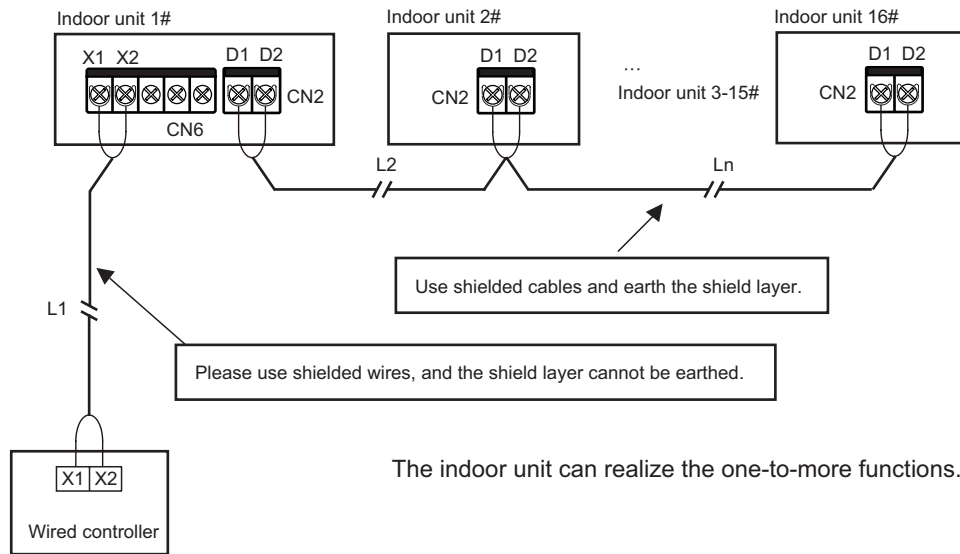 Indoor unit 1#
Indoor unit 2#
Indoor unit 16#
X1 X2
D1 D2
CN2
CN6
D1 D2
CN2
...
Indoor unit 3-15#
D1 D2
CN2
L2
Ln
Use shielded cables and earth the shield layer.
L1
Please use shielded wires, and the shield layer cannot be earthed.
X1 X2
Wired controller
The indoor unit can realize the one-to-more functions.